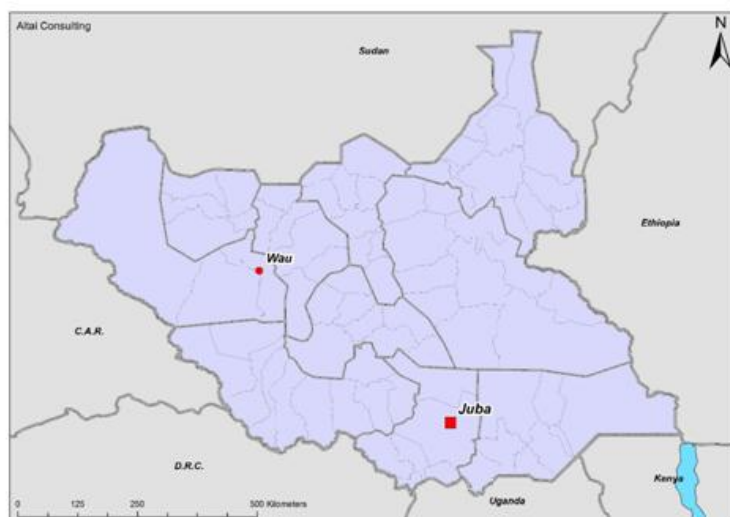 Altai Consulting
N
Sudan
Ethiopia
Wau
C.A.R.
Juba
D.R.C.
Kenya
Uganda
0 125 250 500 Kilometers